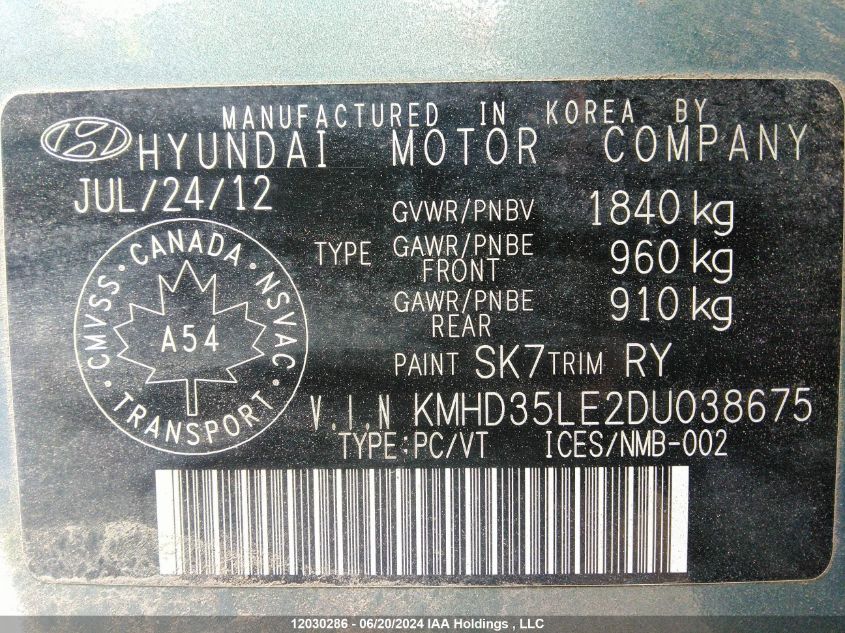 MANUFACTURED IN KOREA BY
HYUNDAI MOTOR COMPANY
JUL/24/12
GVWR/PNBV 1840 kg
TYPE GAWR/PNBE FRONT 960 kg
GAWR/PNBE REAR 910 kg
CMVSS · CANADA · NSVAC · TRANSPORT ·
A54
PAINT SK7 TRIM RY
V.I.N KMHD35LE2DU038675
TYPE:PC/VT ICES/NMB-002
12030286 - 06/20/2024 IAA Holdings , LLC